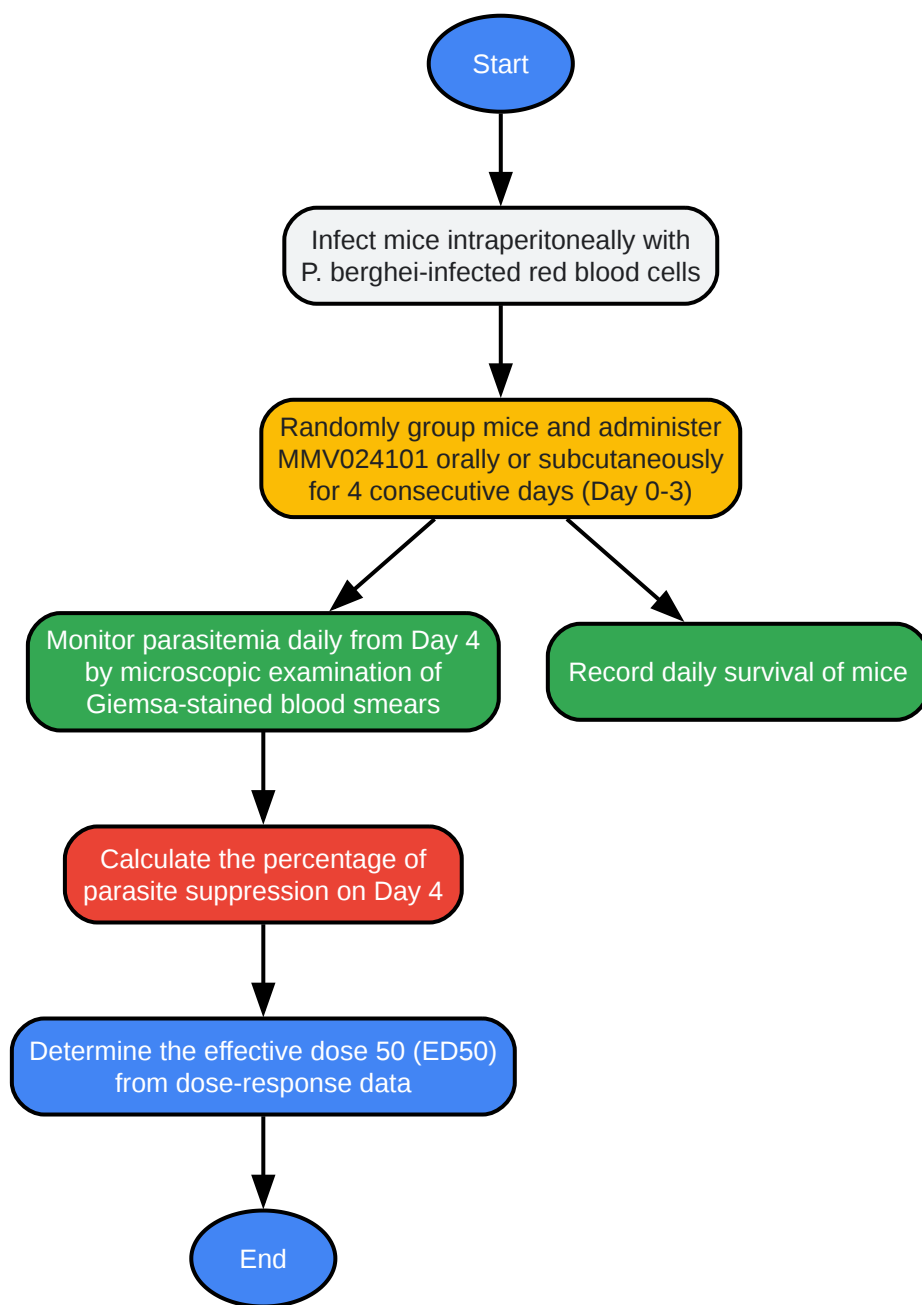 Start
Infect mice intraperitoneally with
P. berghei-infected red blood cells
Randomly group mice and administer
MMV024101 orally or subcutaneously
for 4 consecutive days (Day 0-3)
Monitor parasitemia daily from Day 4
by microscopic examination of
Giemsa-stained blood smears
Record daily survival of mice
Calculate the percentage of
parasite suppression on Day 4
Determine the effective dose 50 (ED50)
from dose-response data
End